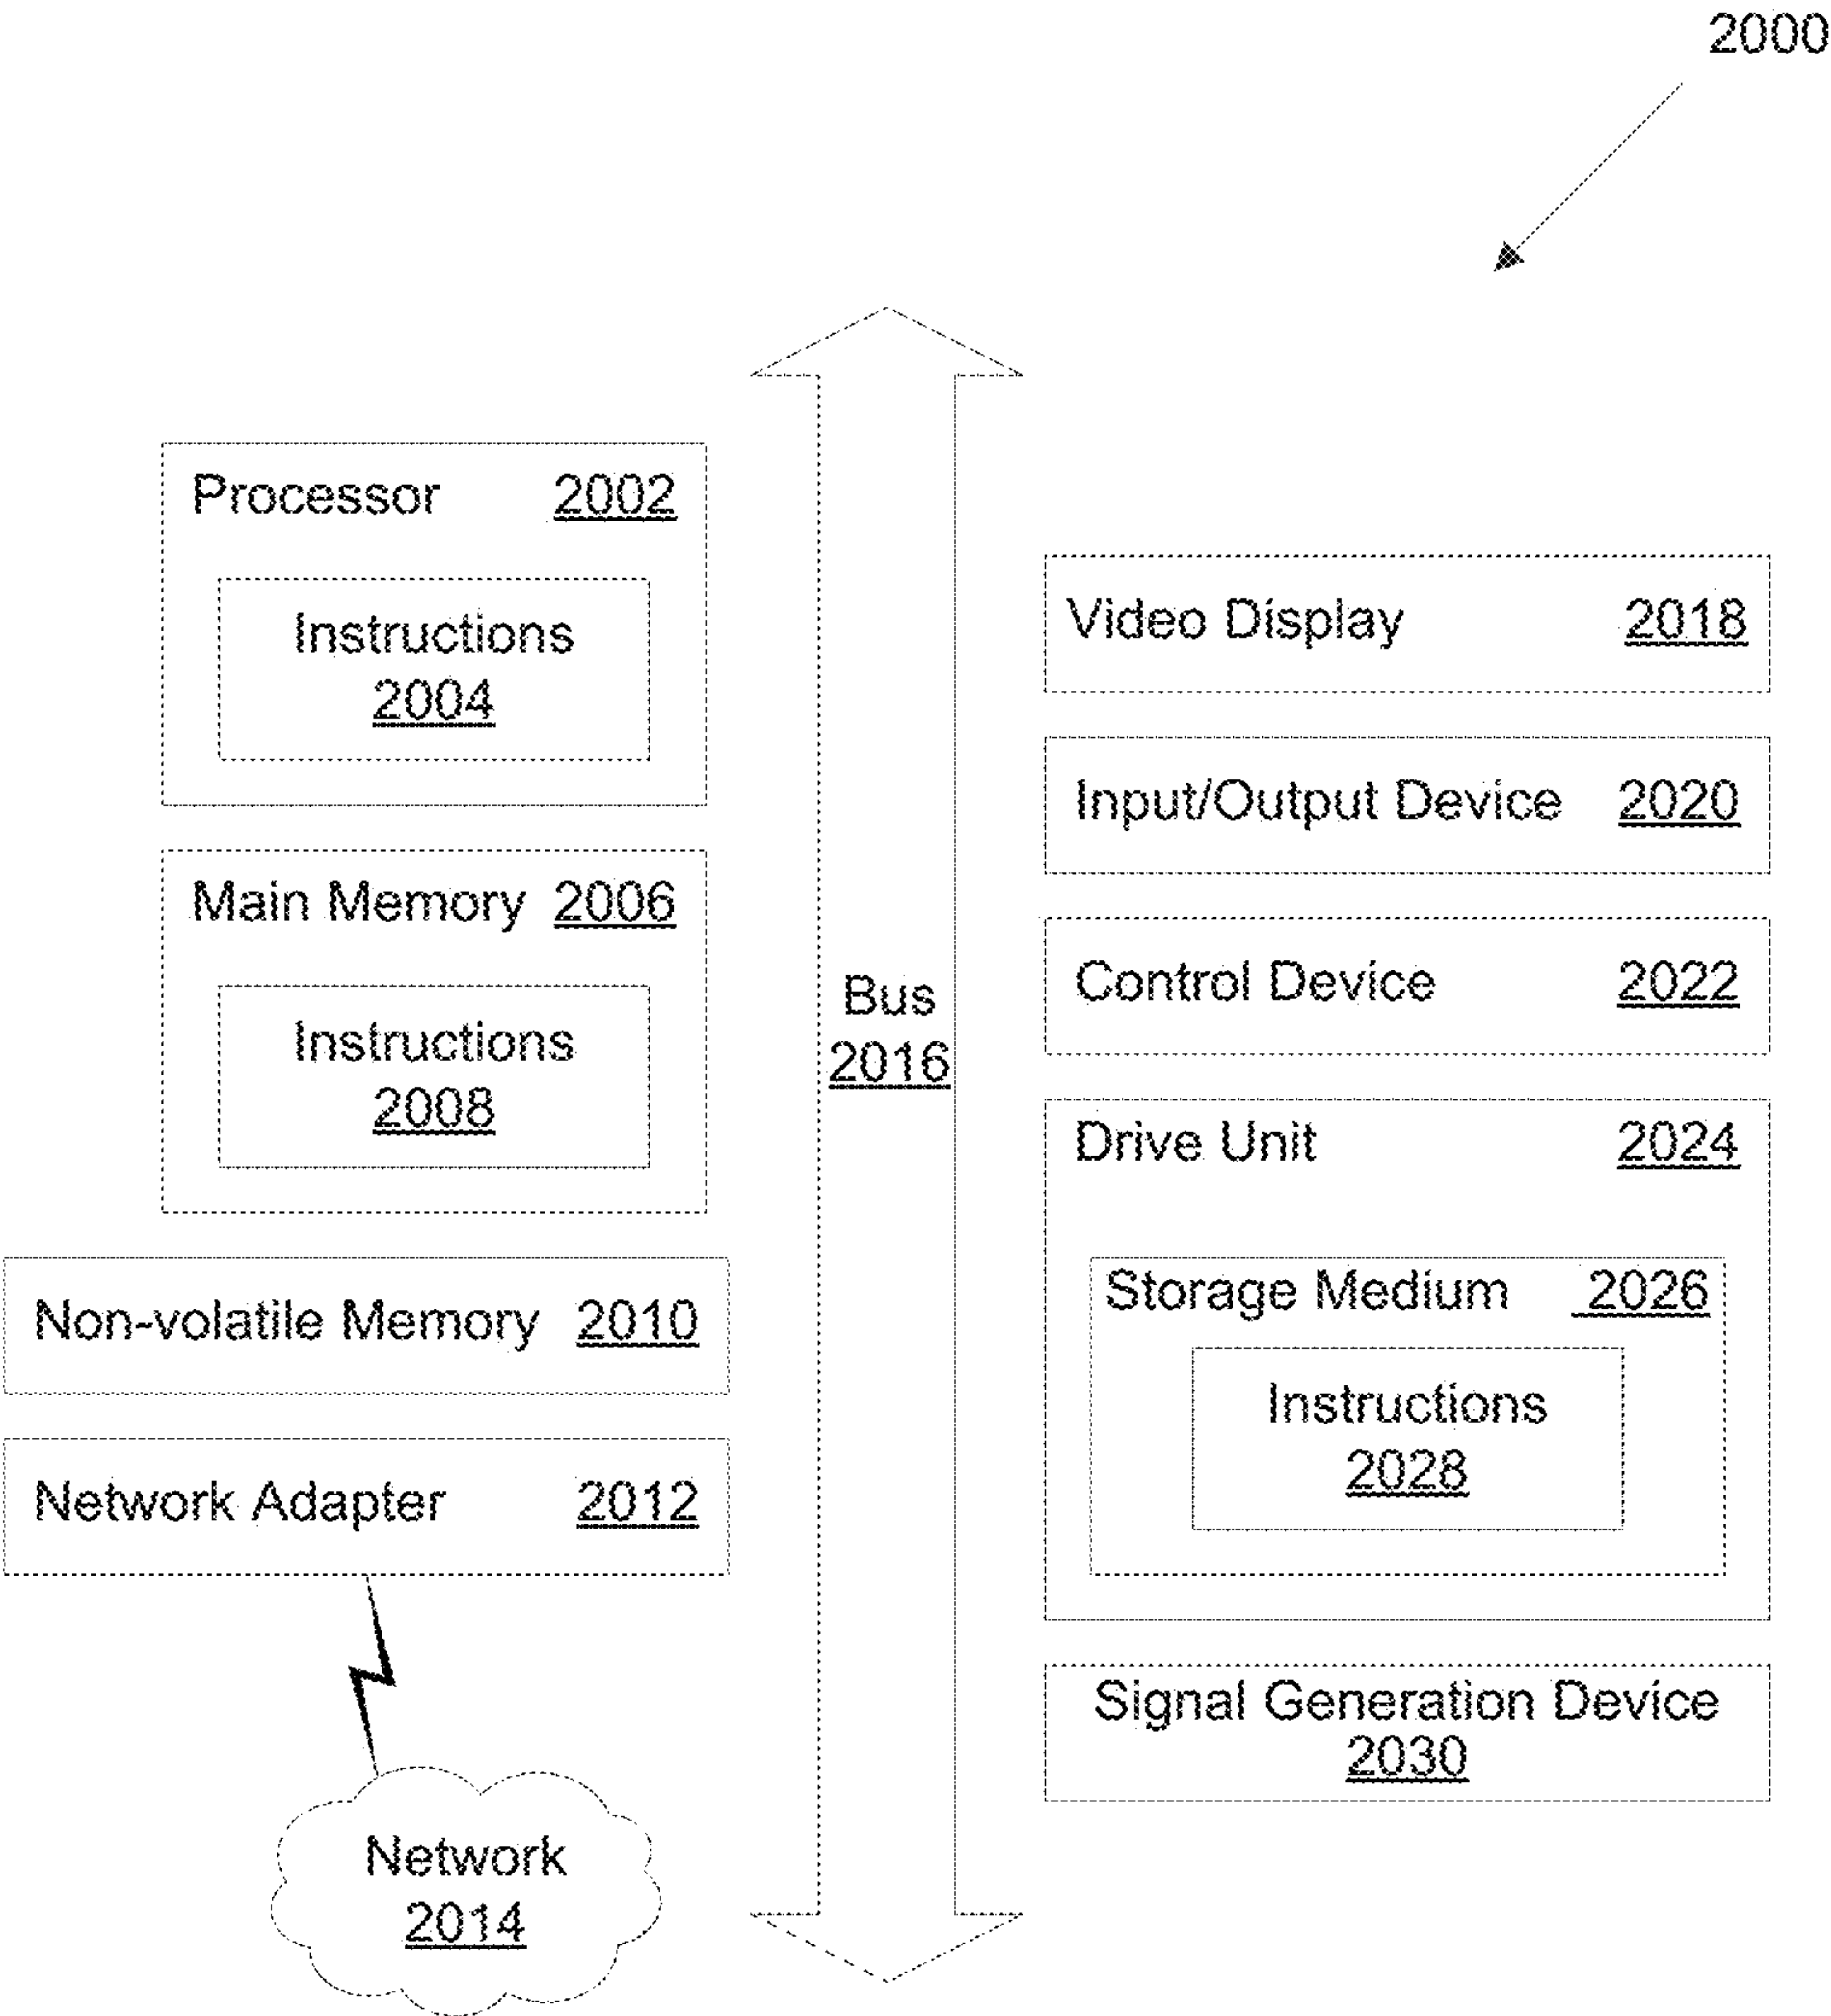 2000
Processor 2002
Instructions
2004
Main Memory 2006
Instructions
2008
Non-volatile Memory 2010
Network Adapter 2012
Network
2014
Bus
2016
Video Display 2018
Input/Output Device 2020
Control Device 2022
Drive Unit 2024
Storage Medium 2026
Instructions
2028
Signal Generation Device
2030